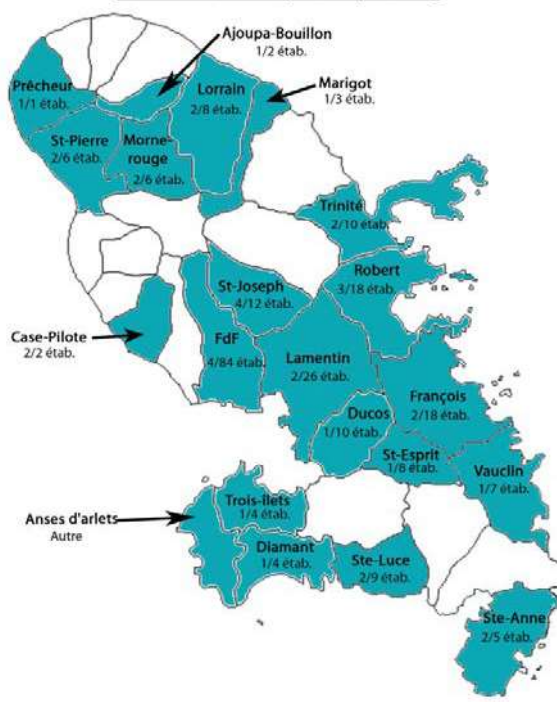 Ajoupa-Bouillon
1/2 étab.
Prêcheur
1/1 étab.
Lorrain
2/8 étab.
Marigot
1/3 étab.
St-Pierre
2/6 étab.
Morne-
rouge
2/6 étab.
Trinité
2/10 étab.
Robert
3/18 étab.
St-Joseph
4/12 étab.
Case-Pilote
2/2 étab.
FdF
4/84 étab.
Lamentin
2/26 étab.
François
2/18 étab.
Ducos
1/10 étab.
St-Esprit
1/8 étab.
Vauclin
1/7 étab.
Trois-ilets
1/4 étab.
Anses d'arlets
Autre
Diamant
1/4 étab.
Ste-Luce
2/9 étab.
Ste-Anne
2/5 étab.